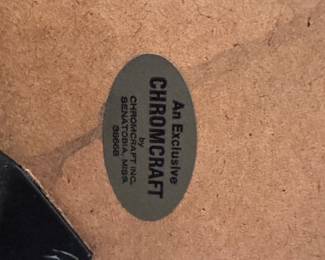 An Exclusive
CHROMCRAFT
by
CHROMCRAFT INC.
SENATOBIA, MISS.
38668